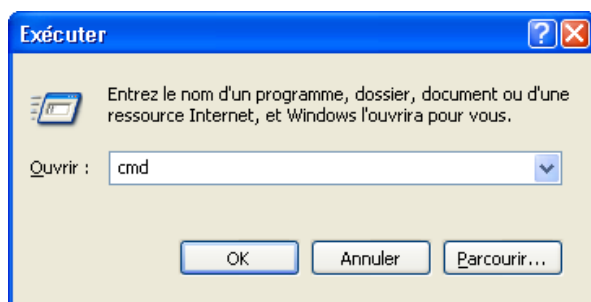 Exécuter
Entrez le nom d'un programme, dossier, document ou d'une
ressource Internet, et Windows l'ouvrira pour vous.
Ouvrir : cmd
OK Annuler Parcourir...